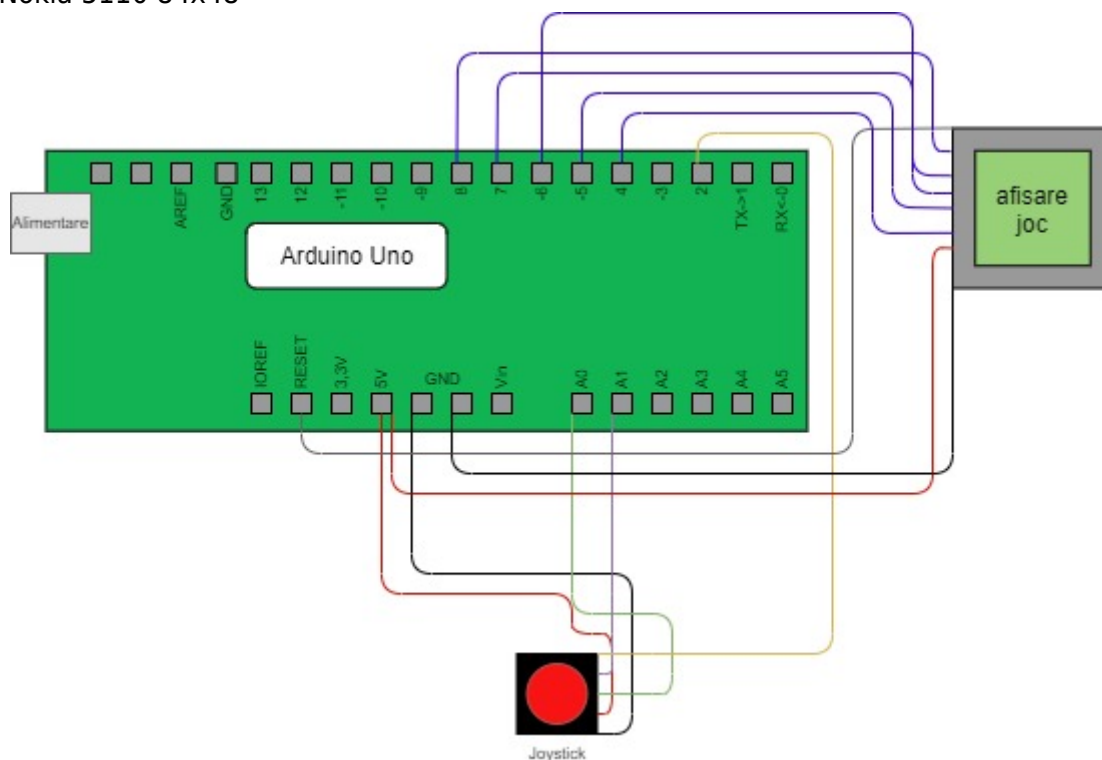 Nokia 5110 84x48
AREF
GND
13
12
-11
-10
-9
8
7
-6
-5
4
-3
2
TX->1
RX<-0
Alimentare
Arduino Uno
afisare
joc
IOREF
RESET
3,3V
5V
GND
Vin
A0
A1
A2
A3
A4
A5
Joystick